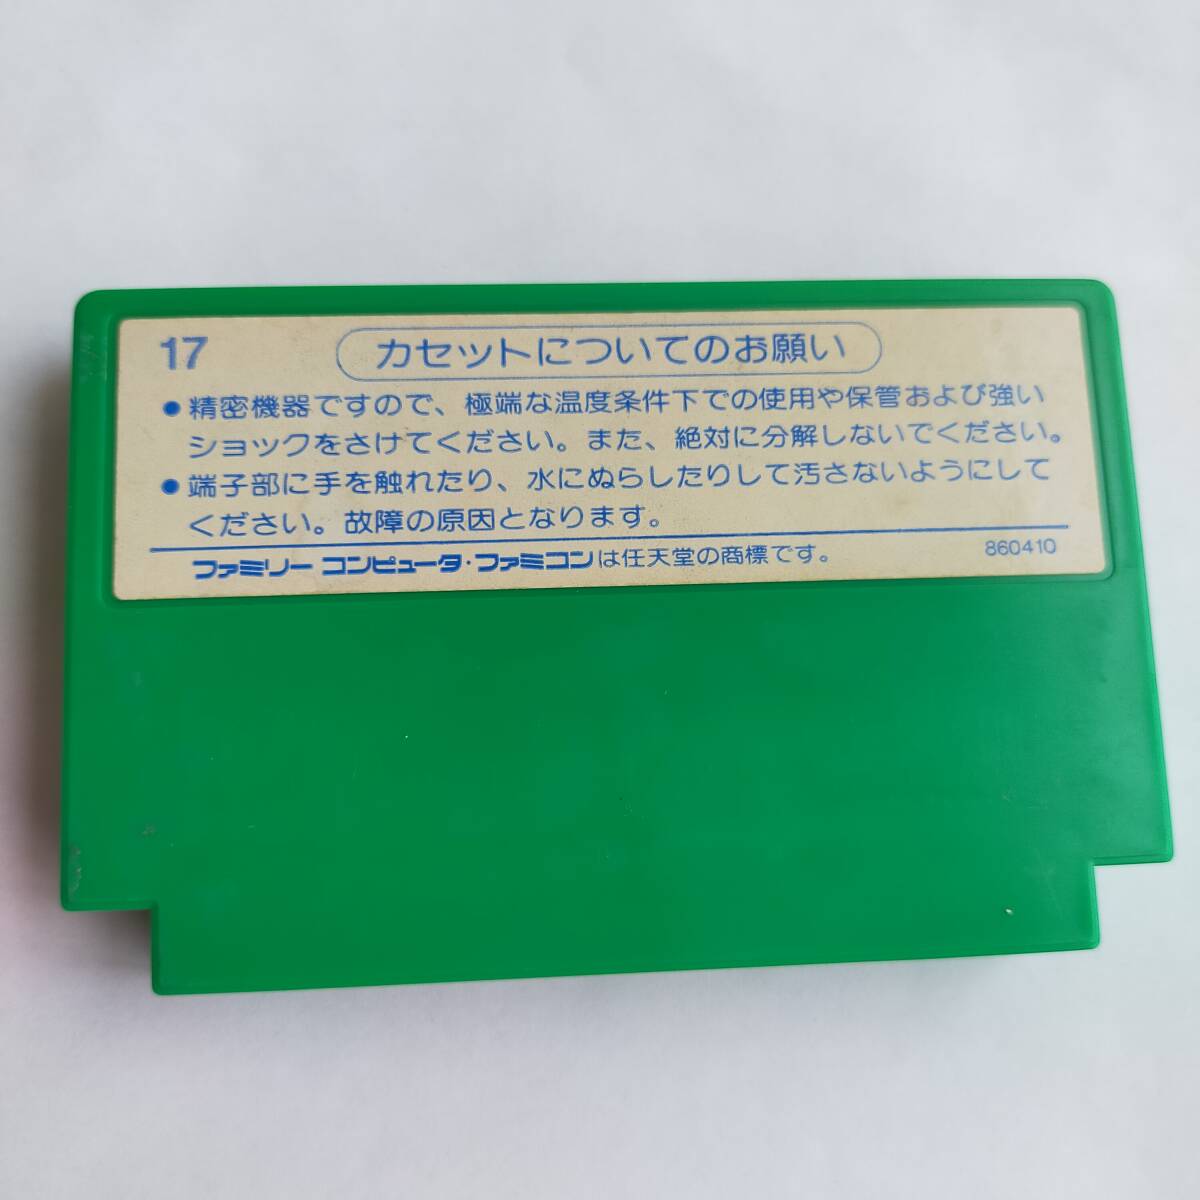 17
カセットについてのお願い
●精密機器ですので、極端な温度条件下での使用や保管および強い
ショックをさけてください。また、絶対に分解しないでください。
●端子部に手を触れたり、水にぬらしたりして汚さないようにして
ください。故障の原因となります。
ファミリー コンピュータ・ファミコンは任天堂の商標です。
860410